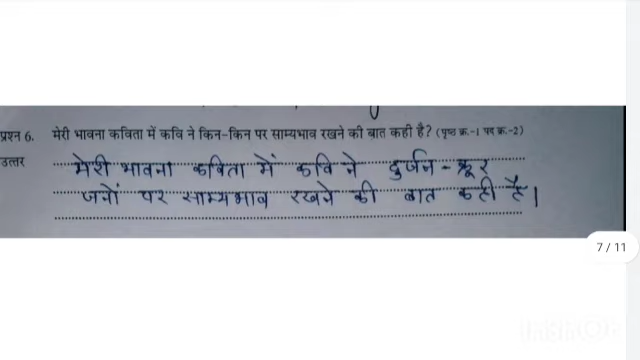 प्रश्न 6. मेरी भावना कविता में कवि ने किन-किन पर साम्यभाव रखने की बात कही है? (पृष्ठ क्र.-1 पद क्र.-2)
उत्तर मेरी भावना कविता में कवि ने दुर्जन - क्रूर
जनों पर साम्यभाव रखने की बात कही है।
7 / 11